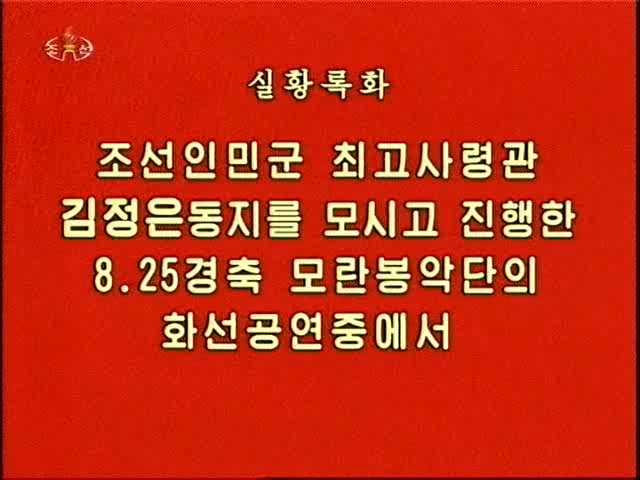 조선
실황록화
조선인민군 최고사령관
김정은동지를 모시고 진행한
8.25경축 모란봉악단의
화선공연중에서